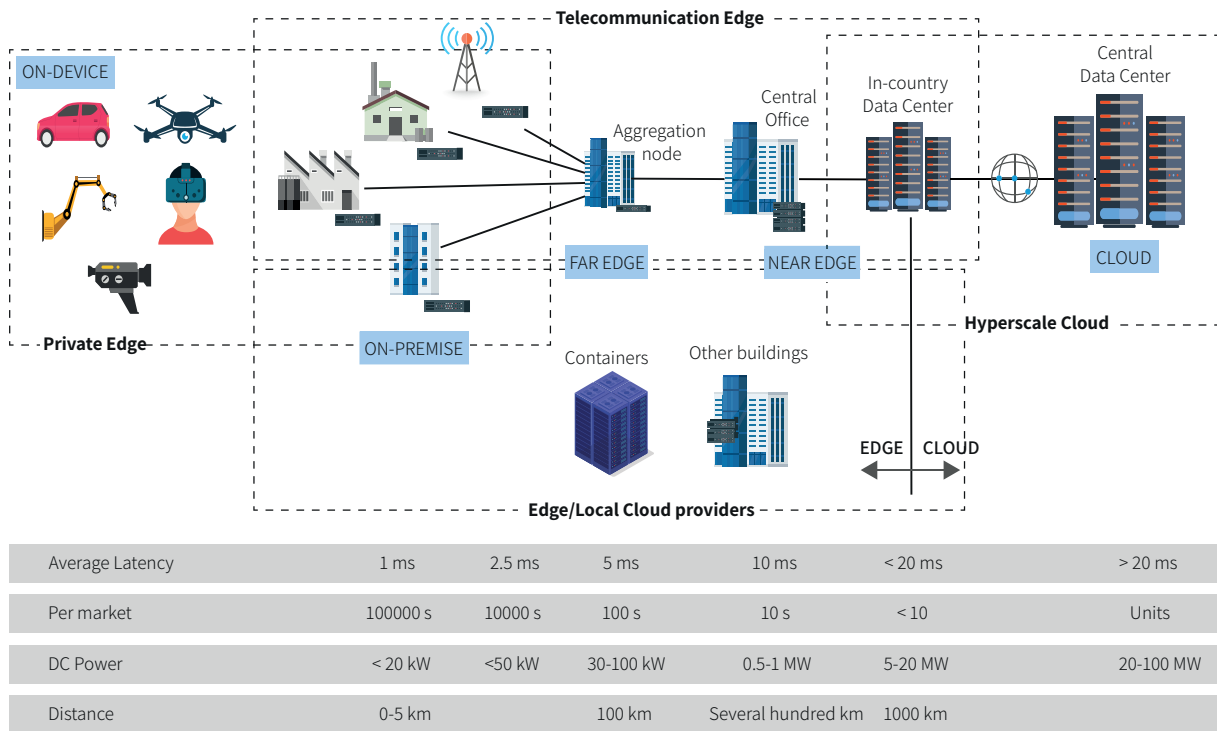 Telecommunication Edge
ON-DEVICE
Central
Data Center
In-country
Data Center
Central
Office
Aggregation
node
FAR EDGE
NEAR EDGE
CLOUD
Private Edge
ON-PREMISE
Hyperscale Cloud
Containers
Other buildings
EDGE CLOUD
Edge/Local Cloud providers
Average Latency 1 ms 2.5 ms 5 ms 10 ms < 20 ms > 20 ms
Per market 100000 s 10000 s 100 s 10 s < 10 Units
DC Power < 20 kW <50 kW 30-100 kW 0.5-1 MW 5-20 MW 20-100 MW
Distance 0-5 km 100 km Several hundred km 1000 km